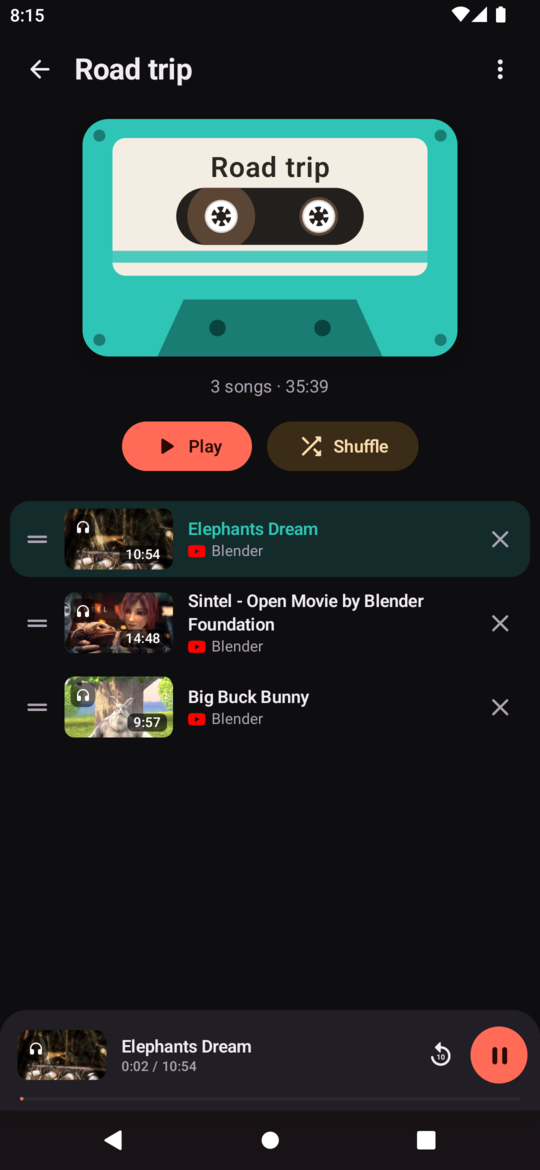 8:15
Road trip
Road trip
3 songs · 35:39
Play
Shuffle
10:54
Elephants Dream
Blender
14:48
Sintel - Open Movie by Blender
Foundation
Blender
9:57
Big Buck Bunny
Blender
Elephants Dream
0:02 / 10:54
10